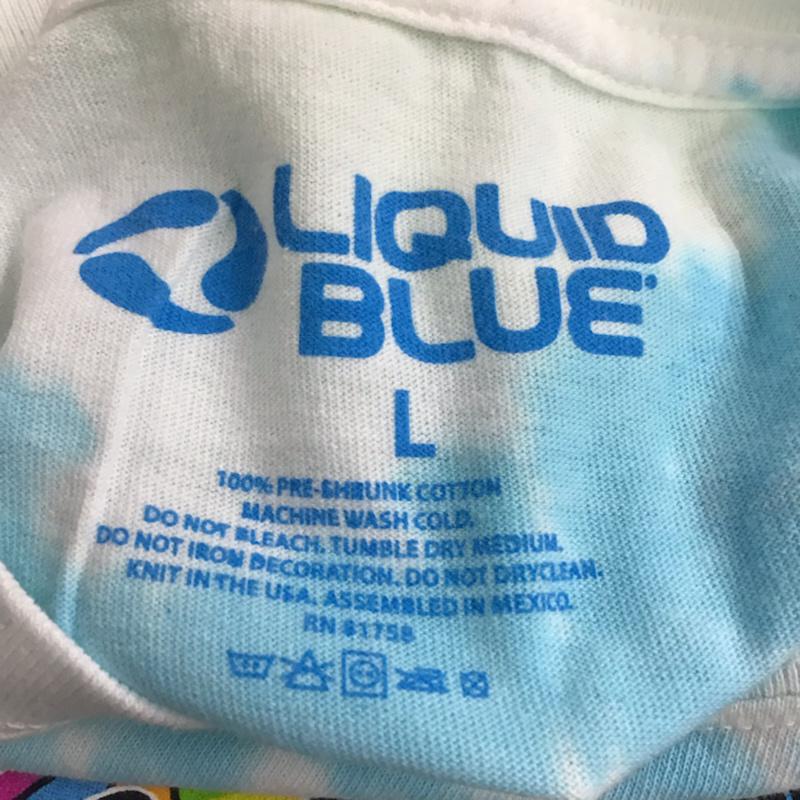 LIQUID
BLUE
L
100% PRE-SHRUNK COTTON
MACHINE WASH COLD.
DO NOT BLEACH. TUMBLE DRY MEDIUM.
DO NOT IRON DECORATION. DO NOT DRYCLEAN.
KNIT IN THE USA. ASSEMBLED IN MEXICO.
RN 81758